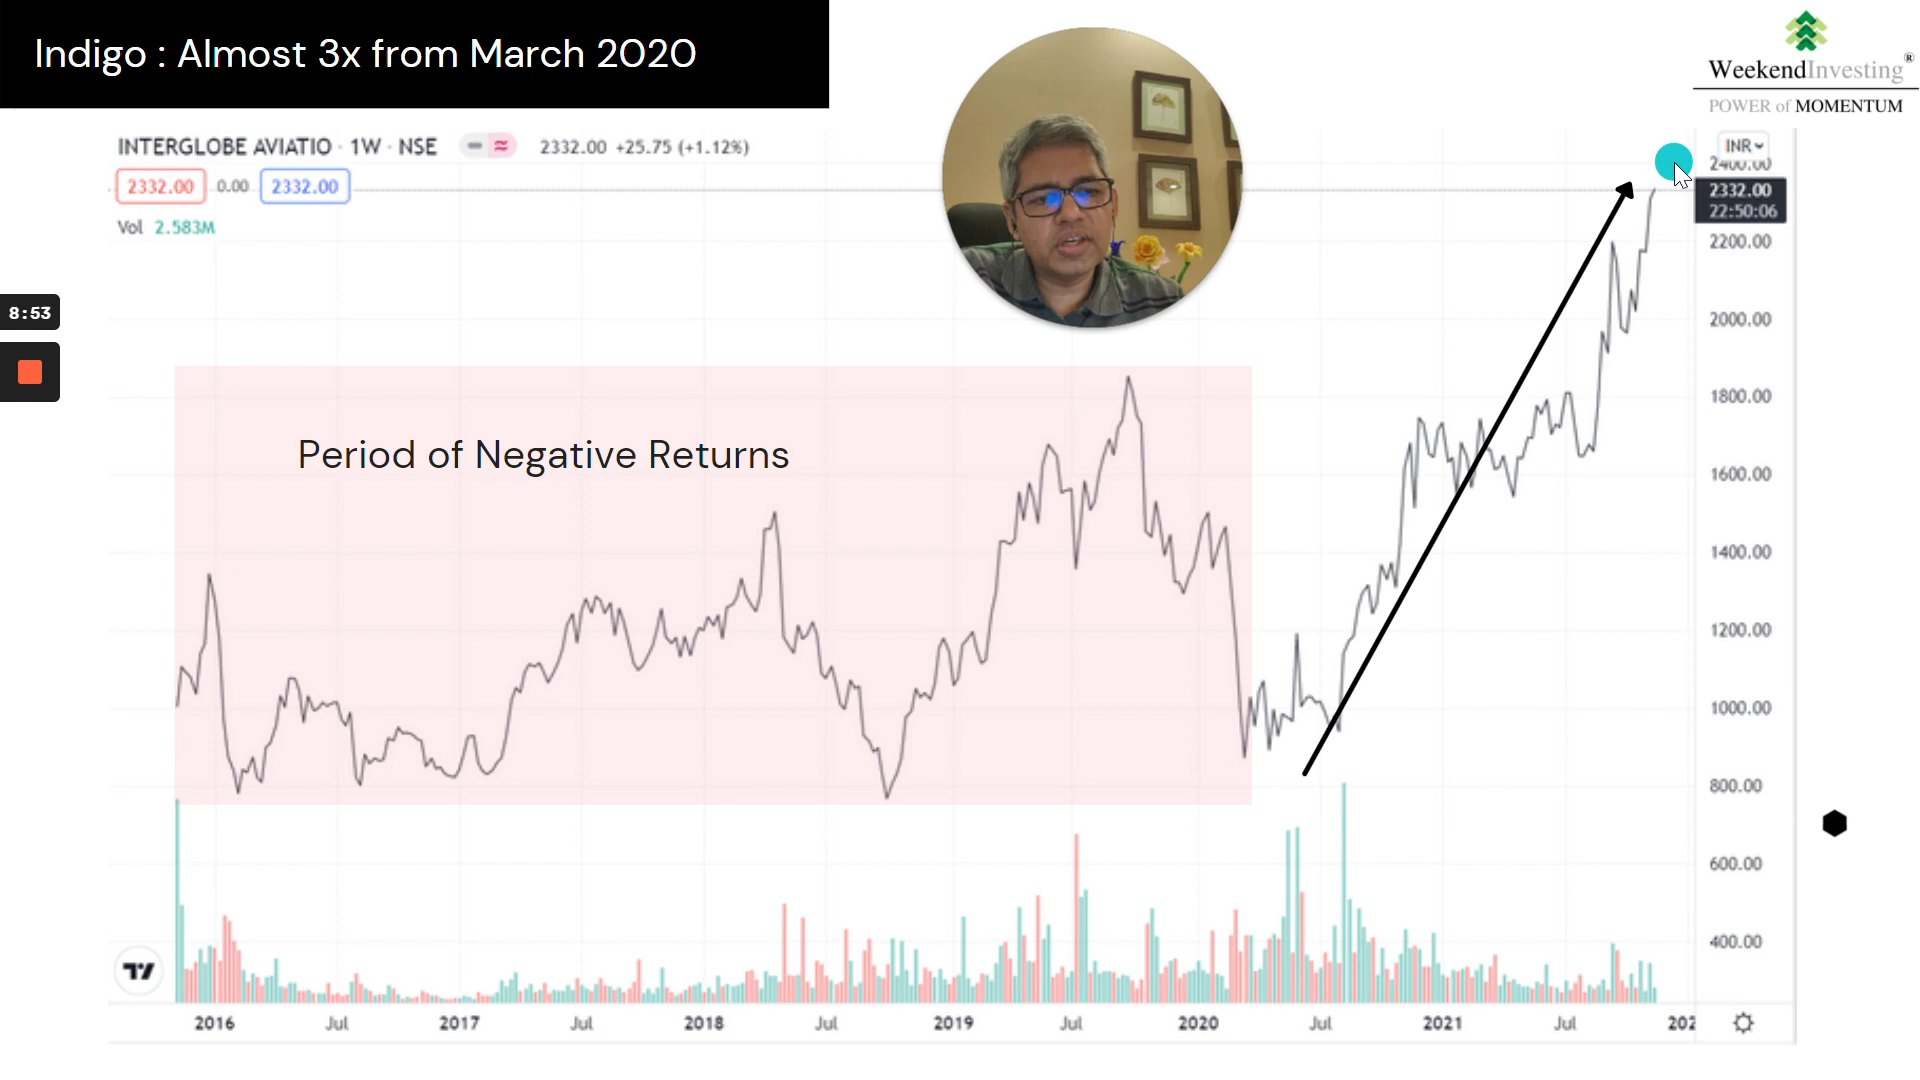 Indigo : Almost 3x from March 2020
WeekendInvesting®
POWER of MOMENTUM
INTERGLOBE AVIATIO · 1W · NSE
2332.00 +25.75 (+1.12%)
2332.00 0.00 2332.00
Vol 2.583M
INR
2400.00
2332.00
22:50:06
2200.00
2000.00
1800.00
1600.00
1400.00
1200.00
1000.00
800.00
600.00
400.00
8:53
Period of Negative Returns
2016 Jul 2017 Jul 2018 Jul 2019 Jul 2020 Jul 2021 Jul 202